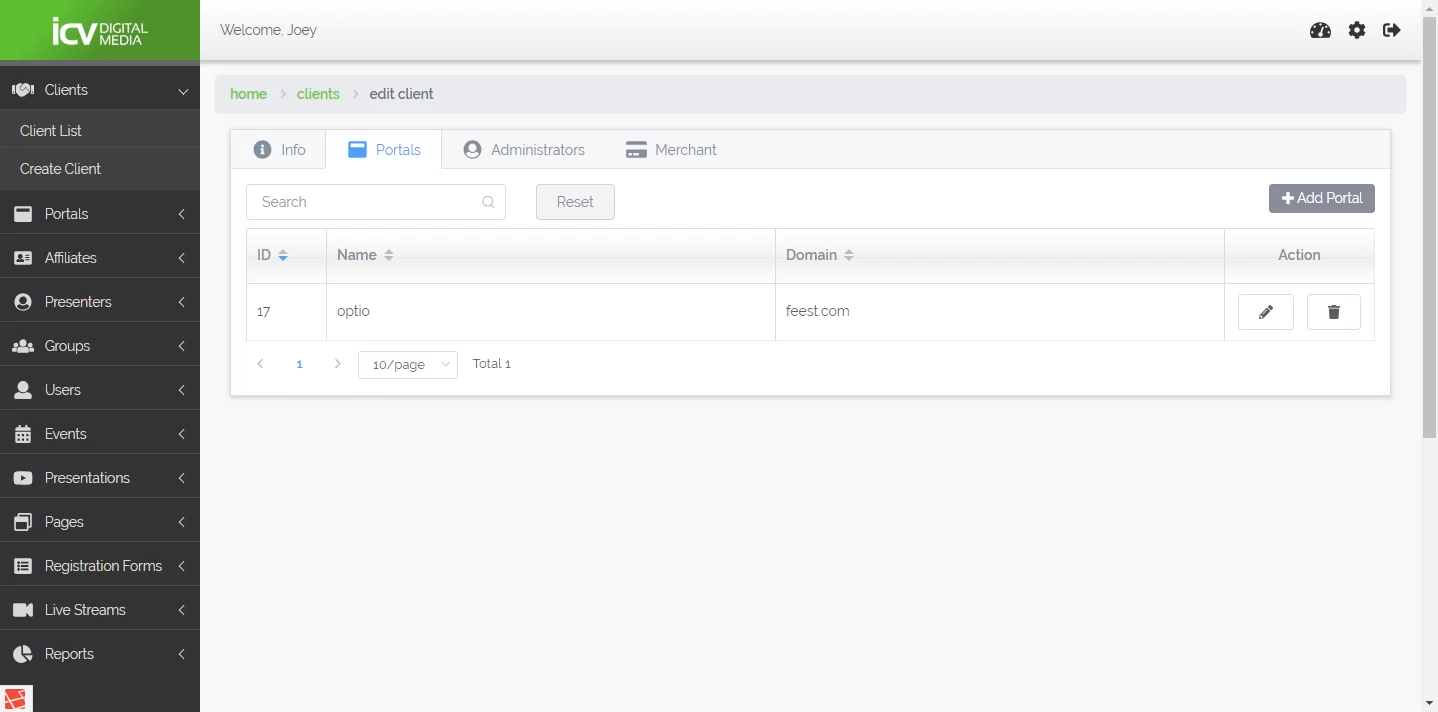 icv DIGITAL MEDIA
Welcome, Joey
Clients
Client List
Create Client
Portals
Affiliates
Presenters
Groups
Users
Events
Presentations
Pages
Registration Forms
Live Streams
Reports
home > clients > edit client
Info Portals Administrators Merchant
Search Reset Add Portal
ID Name Domain Action
17 optio feest.com
1 10/page Total 1